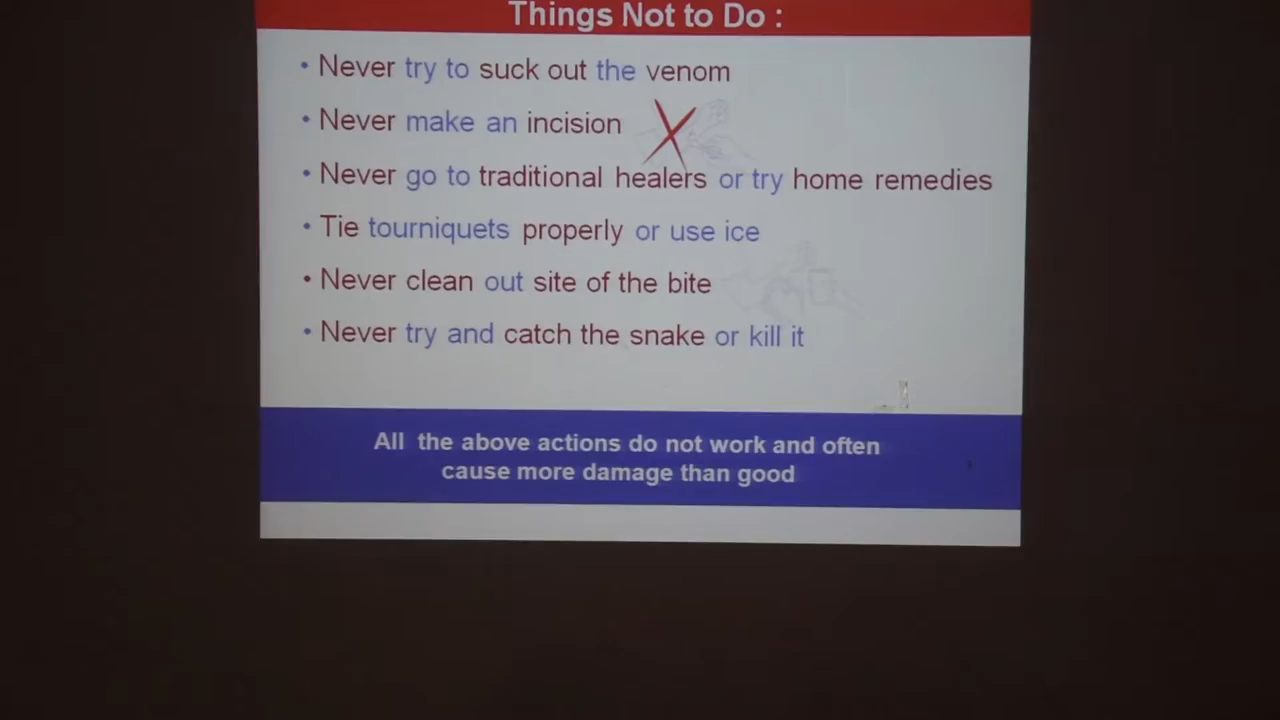 Things Not to Do :
• Never try to suck out the venom
• Never make an incision
• Never go to traditional healers or try home remedies
• Tie tourniquets properly or use ice
• Never clean out site of the bite
• Never try and catch the snake or kill it
All the above actions do not work and often
cause more damage than good